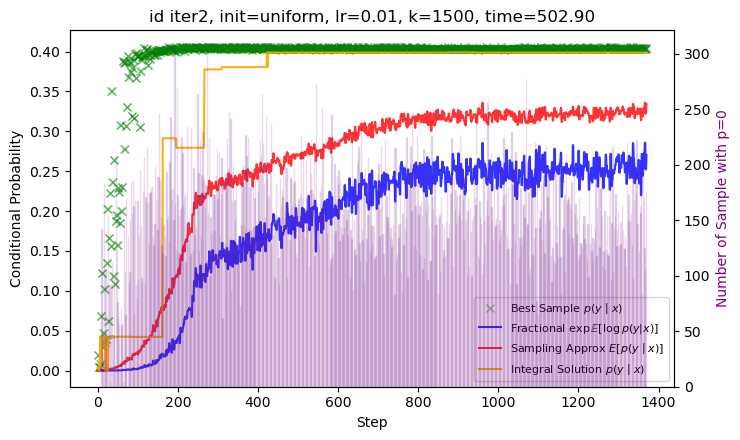 id iter2, init=uniform, lr=0.01, k=1500, time=502.90
Conditional Probability
0.40
0.35
0.30
0.25
0.20
0.15
0.10
0.05
0.00
300
250
200
150
100
50
0
Number of Sample with p=0
Best Sample p(y | x)
Fractional exp𝔼[log p(y|x)]
Sampling Approx E[p(y | x)]
Integral Solution p(y | x)
0 200 400 600 800 1000 1200 1400
Step